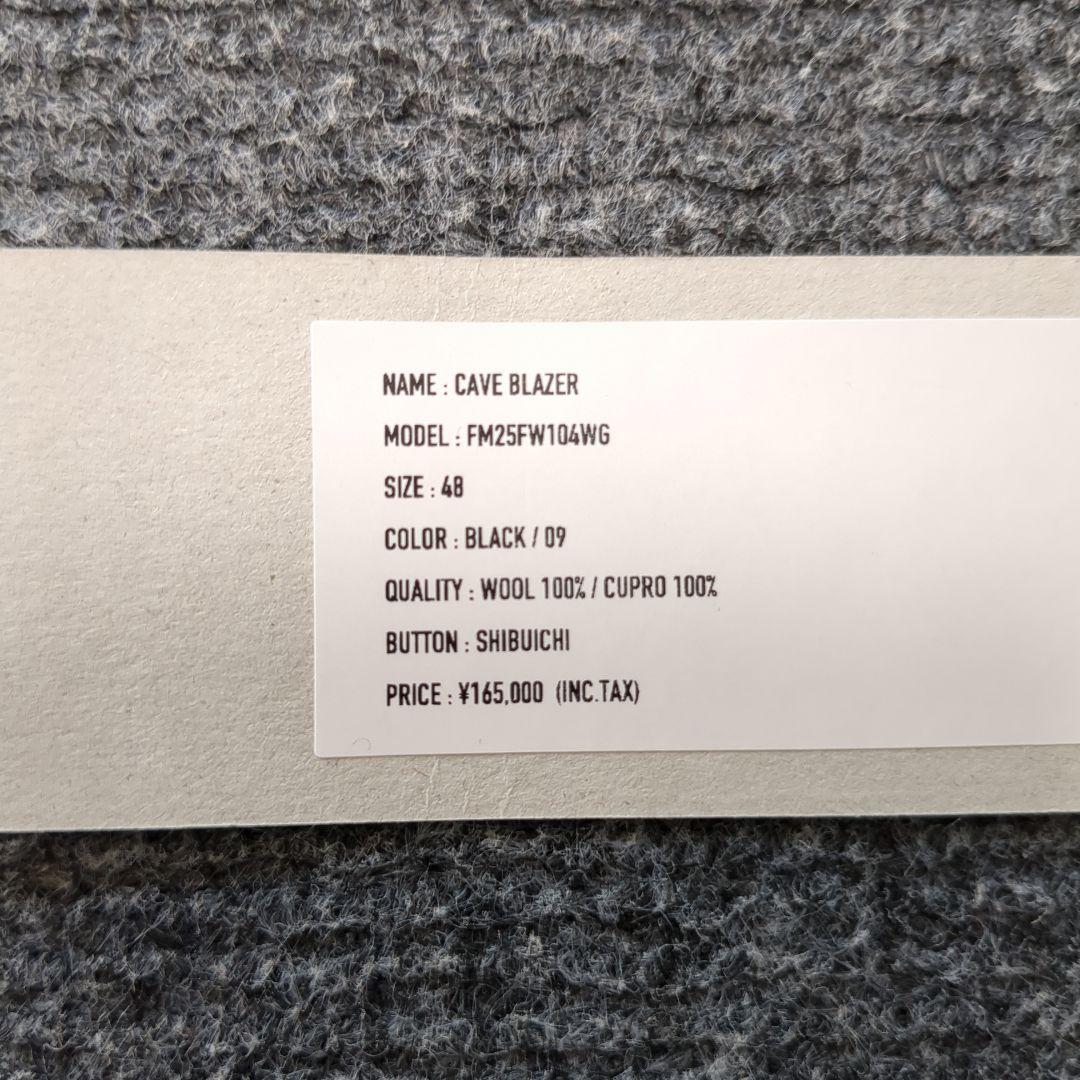 NAME : CAVE BLAZER
MODEL : FM25FW104WG
SIZE : 48
COLOR : BLACK / 09
QUALITY : WOOL 100% / CUPRO 100%
BUTTON : SHIBUICHI
PRICE : ¥165,000 (INC.TAX)